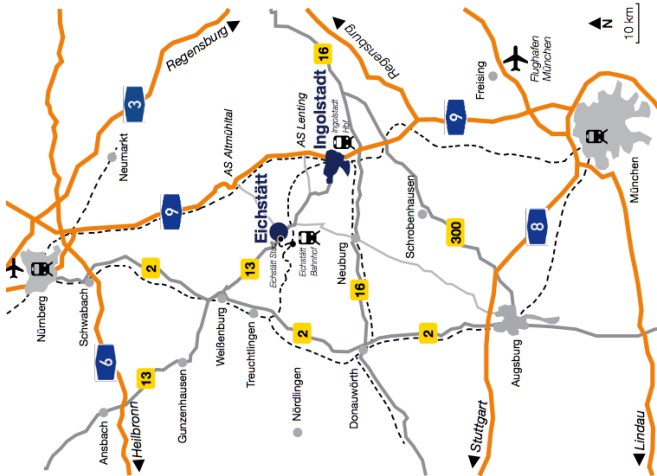 Regensburg
3
Neumarkt
Nürnberg
Schwabach
2
6
9
AS Altmühltal
Ansbach
13
Heilbronn
Gunzenhausen
Weißenburg
13
Treuchtlingen
Eichstätt
Eichstätt Stadt
Eichstätt
Bahnhof
AS Lenting
Ingolstadt
Ingolstadt
Hbf
16
Regensburg
Nördlingen
2
Donauwörth
16
Neuburg
Schrobenhausen
300
2
Augsburg
Stuttgart
8
9
Freising
Flughafen
München
München
Lindau
N
10 km